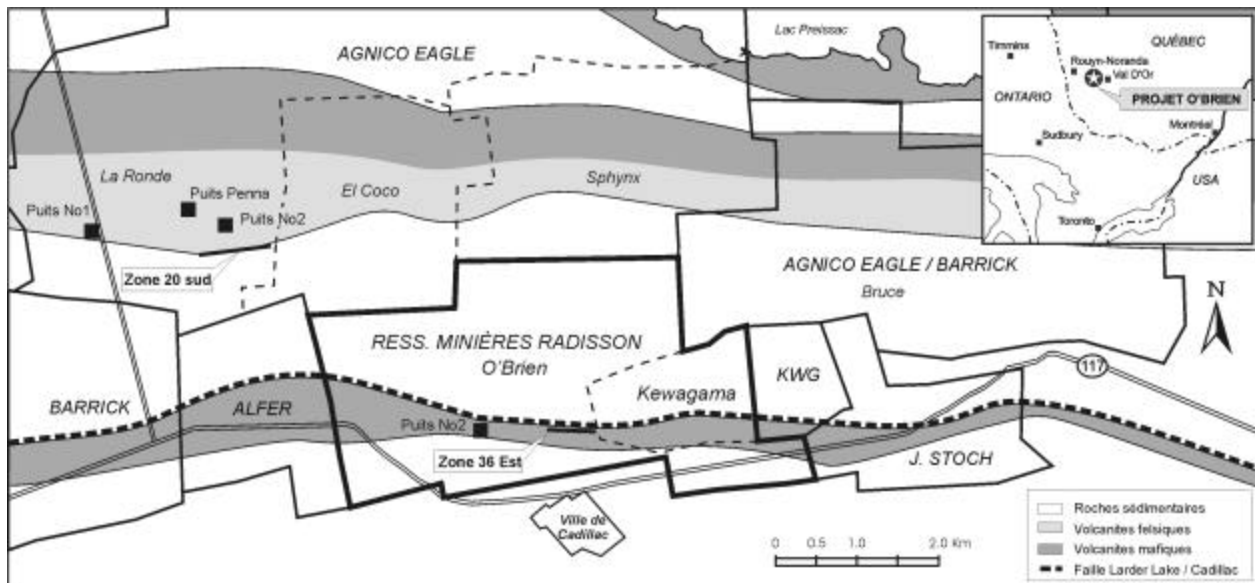 AGNICO EAGLE
Lac Preissac
QUÉBEC
Timmins
Rouyn-Noranda
Val D'Or
ONTARIO
PROJET O'BRIEN
Montréal
Sudbury
USA
Toronto
La Ronde
Puits Penna
El Coco
Sphynx
Puits No1
Puits No2
Zone 20 sud
AGNICO EAGLE / BARRICK
Bruce
N
RESS. MINIÈRES RADISSON
O'Brien
KWG
117
Kewagama
BARRICK
ALFER
Puits No2
Zone 36 Est
J. STOCH
Ville de
Cadillac
0 0.5 1.0 2.0 Km
Roches sédimentaires
Volcanites felsiques
Volcanites mafiques
Faille Larder Lake / Cadillac